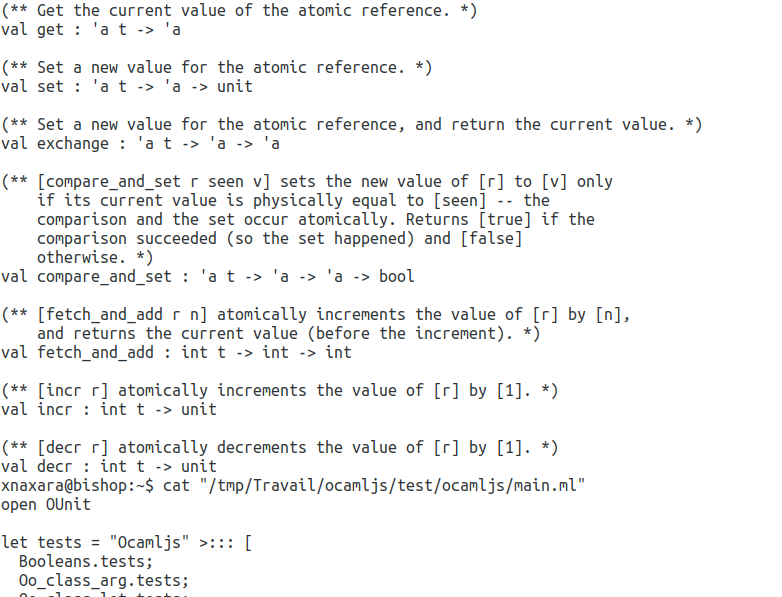 (** Get the current value of the atomic reference. *)
val get : 'a t -> 'a
(** Set a new value for the atomic reference. *)
val set : 'a t -> 'a -> unit
(** Set a new value for the atomic reference, and return the current value. *)
val exchange : 'a t -> 'a -> 'a
(** [compare_and_set r seen v] sets the new value of [r] to [v] only
if its current value is physically equal to [seen] -- the
comparison and the set occur atomically. Returns [true] if the
comparison succeeded (so the set happened) and [false]
otherwise. *)
val compare_and_set : 'a t -> 'a -> 'a -> bool
(** [fetch_and_add r n] atomically increments the value of [r] by [n],
and returns the current value (before the increment). *)
val fetch_and_add : int t -> int -> int
(** [incr r] atomically increments the value of [r] by [1]. *)
val incr : int t -> unit
(** [decr r] atomically decrements the value of [r] by [1]. *)
val decr : int t -> unit
xnaxara@bishop:~$ cat "/tmp/Travail/ocamljs/test/ocamljs/main.ml"
open OUnit
let tests = "Ocamljs" >::: [
Booleans.tests;
Oo_class_arg.tests;